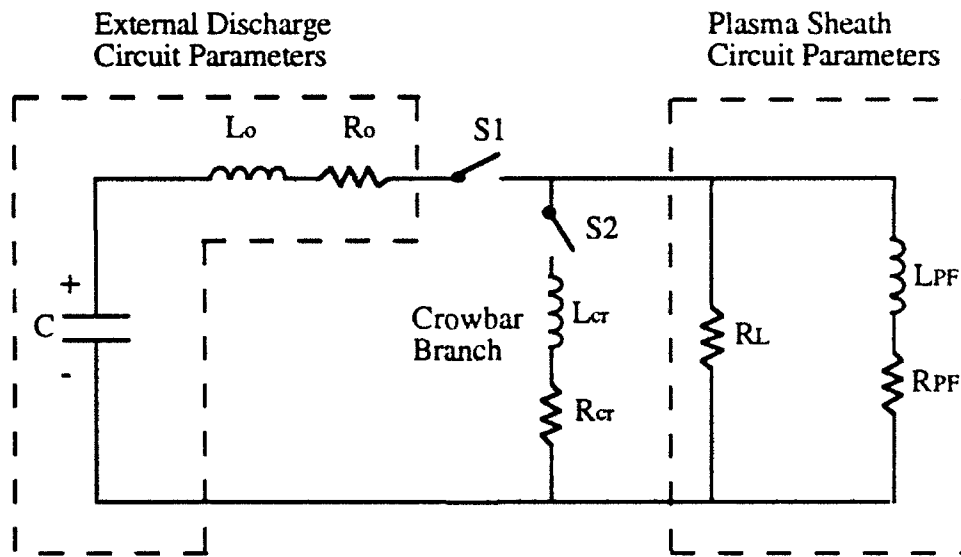 External Discharge
Circuit Parameters
Plasma Sheath
Circuit Parameters
Lo
Ro
S1
S2
+
C
-
Crowbar
Branch
Lcr
Rcr
RL
LPF
RPF